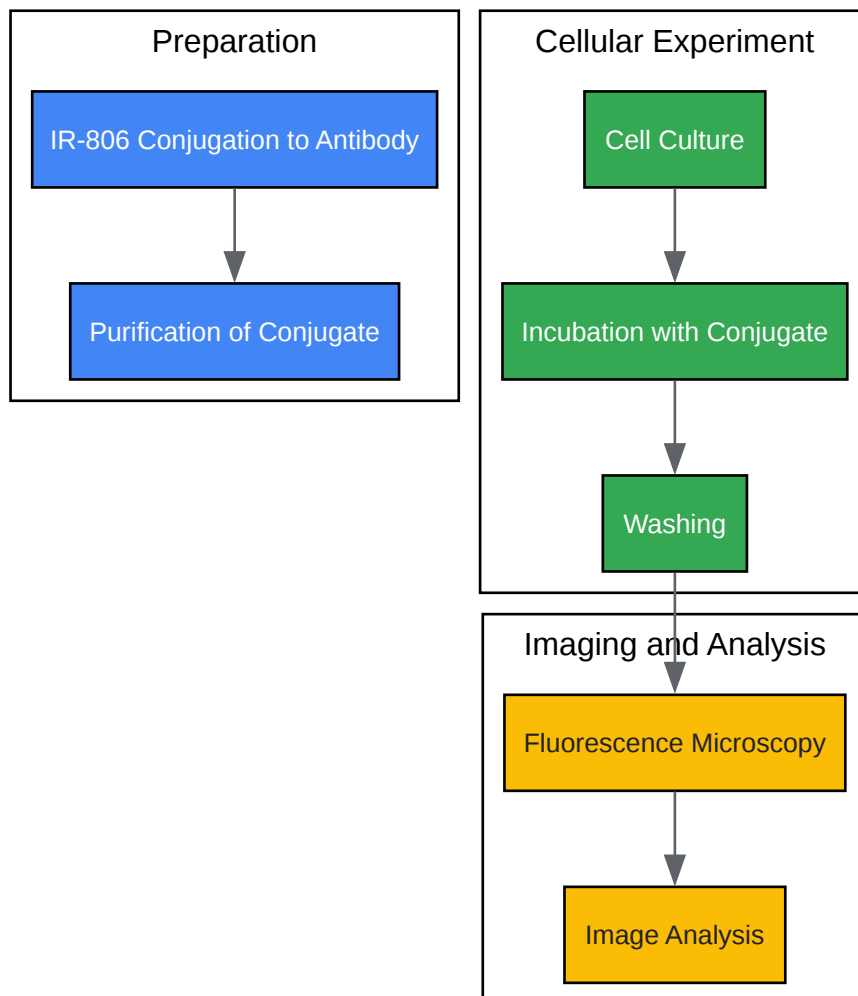 Preparation
IR-806 Conjugation to Antibody
Purification of Conjugate
Cellular Experiment
Cell Culture
Incubation with Conjugate
Washing
Imaging and Analysis
Fluorescence Microscopy
Image Analysis